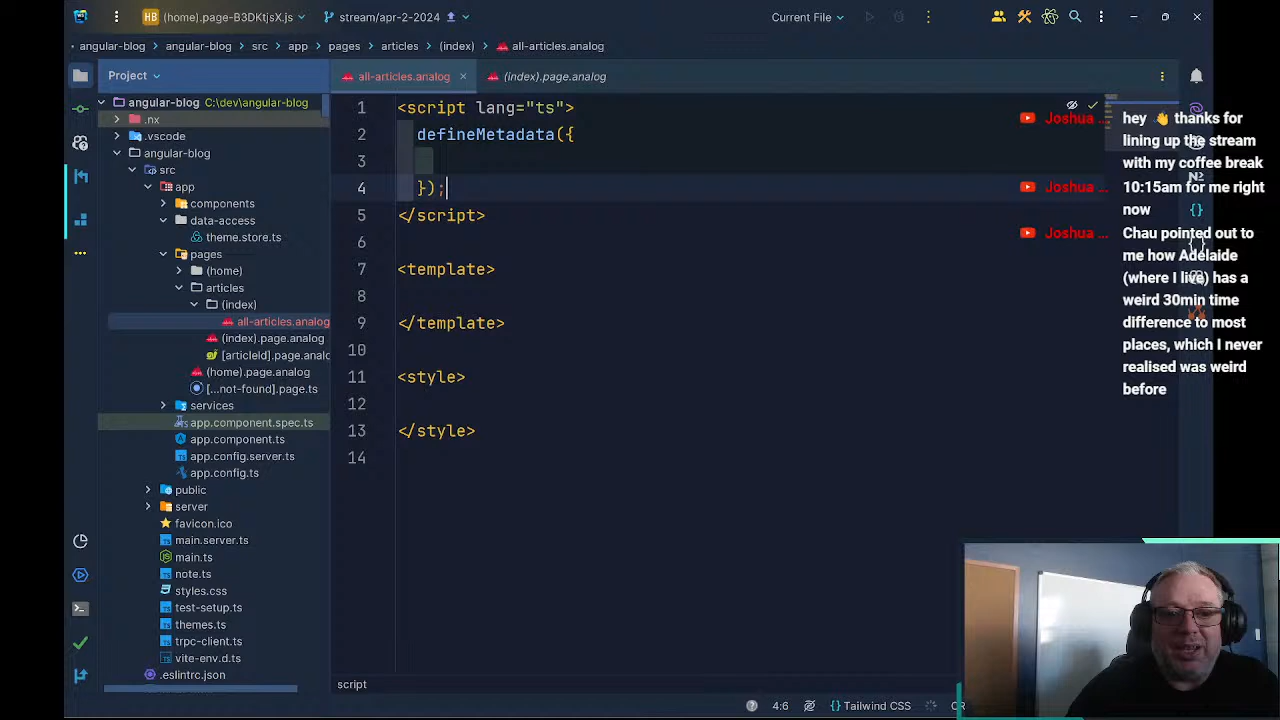 HB (home).page-B3DKtjsX.js
stream/apr-2-2024
Current File
angular-blog
angular-blog
src
app
pages
articles
(index)
all-articles.analog
Project
all-articles.analog
(index).page.analog
angular-blog C:\dev\angular-blog
.nx
.vscode
angular-blog
src
app
components
data-access
theme.store.ts
pages
(home)
articles
(index)
all-articles.analog
(index).page.analog
[articleId].page.analo
(home).page.analog
[...not-found].page.ts
services
app.component.spec.ts
app.component.ts
app.config.server.ts
app.config.ts
public
server
favicon.ico
main.server.ts
main.ts
note.ts
styles.css
test-setup.ts
themes.ts
trpc-client.ts
vite-env.d.ts
.eslintrc.json
1 <script lang="ts">
2 defineMetadata({
3
4 });
5 </script>
6
7 <template>
8
9 </template>
10
11 <style>
12
13 </style>
14
Joshua ... hey 👋 thanks for
lining up the stream
with my coffee break
Joshua ... 10:15am for me right
now
Joshua ... Chau pointed out to
me how Adelaide
(where I live) has a
weird 30min time
difference to most
places, which I never
realised was weird
before
script
4:6
Tailwind CSS